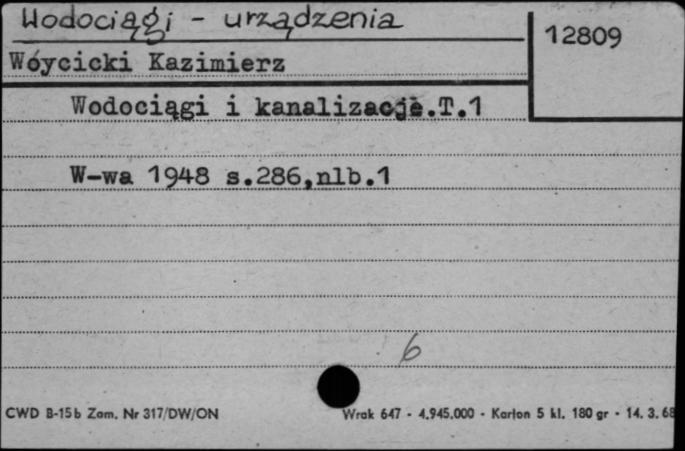 Wodociągi - urządzenia
12809
Wóycicki Kazimierz
Wodociągi i kanalizacje.T.1
W-wa 1948 s.286,nlb.1
6
CWD B-15b Zam. Nr 317/DW/ON Wrak 647 - 4.945.000 - Karton 5 kl. 180 gr - 14. 3. 68